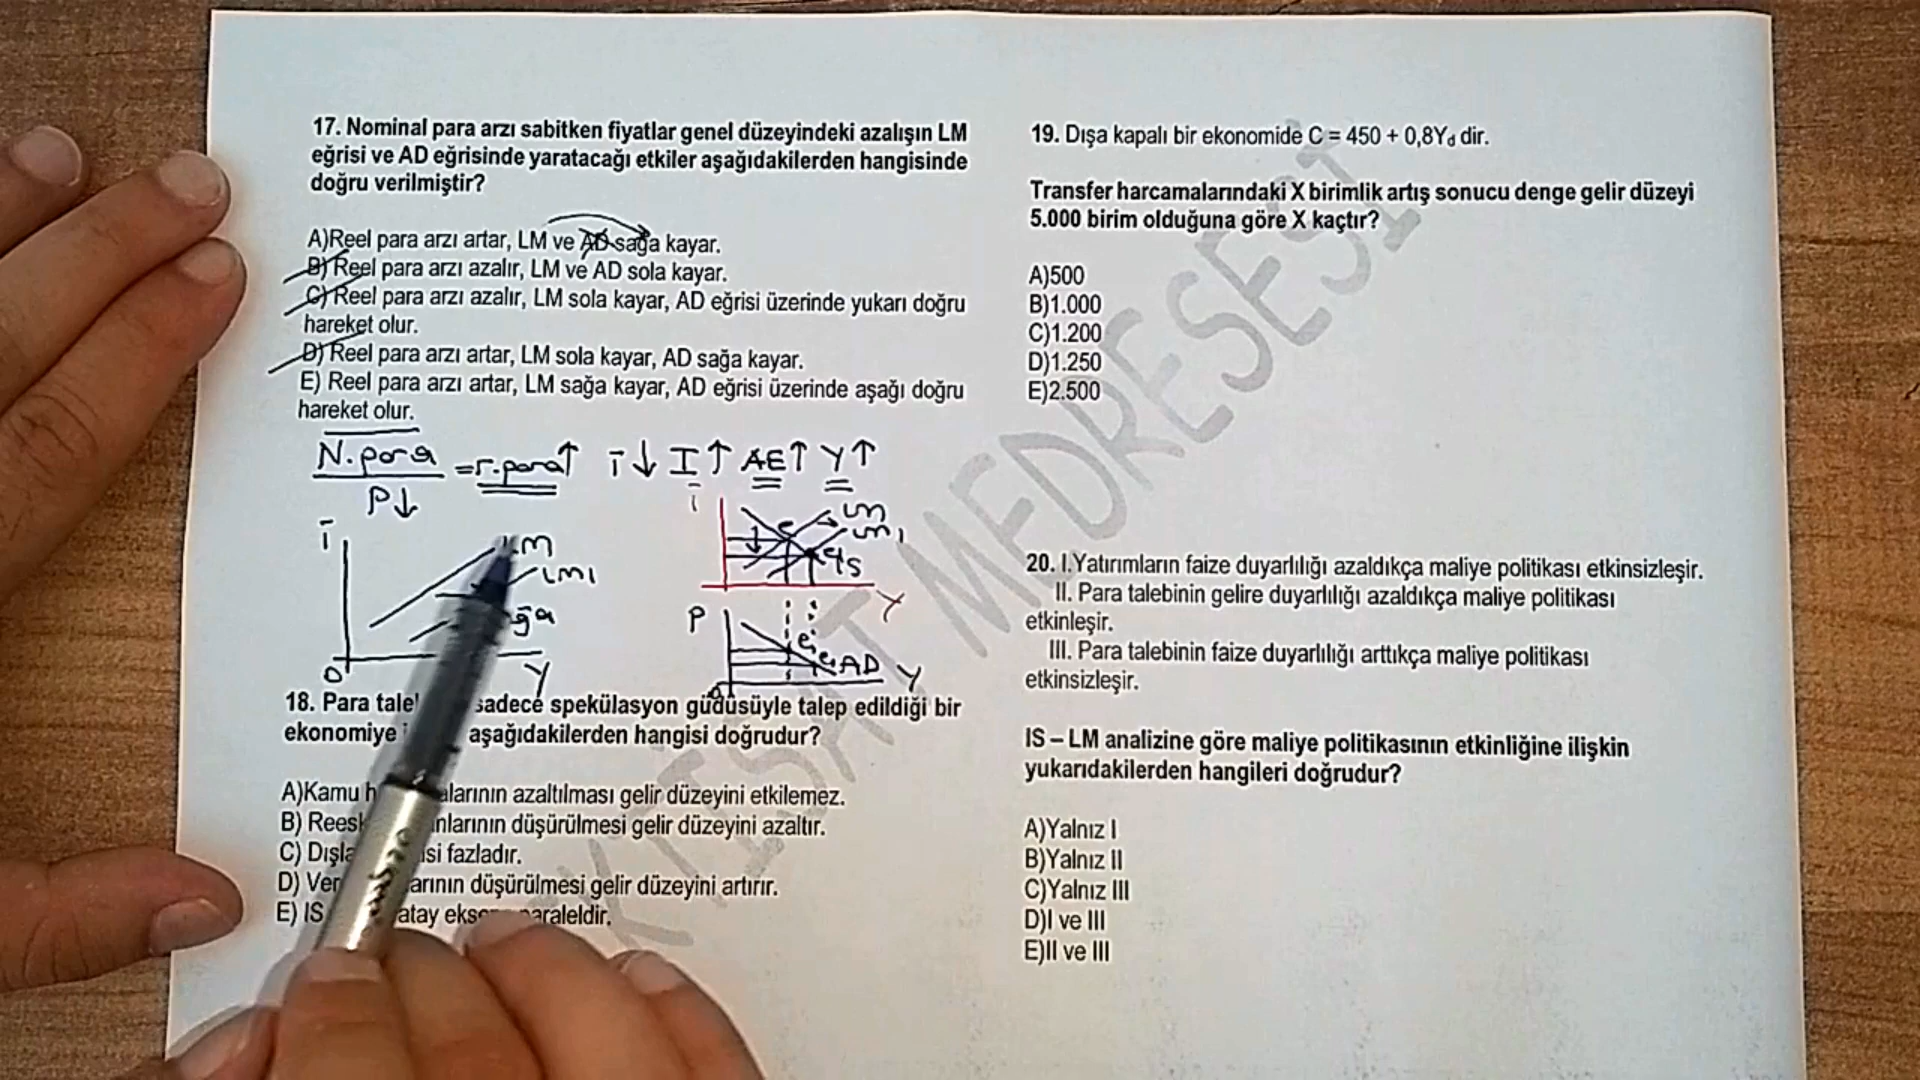 17. Nominal para arzı sabitken fiyatlar genel düzeyindeki azalışın LM
eğrisi ve AD eğrisinde yaratacağı etkiler aşağıdakilerden hangisinde
doğru verilmiştir?
A)Reel para arzı artar, LM ve AD sağa kayar.
B) Reel para arzı azalır, LM ve AD sola kayar.
C) Reel para arzı azalır, LM sola kayar, AD eğrisi üzerinde yukarı doğru
hareket olur.
D) Reel para arzı artar, LM sola kayar, AD sağa kayar.
E) Reel para arzı artar, LM sağa kayar, AD eğrisi üzerinde aşağı doğru
hareket olur.
N.para = r.para↑ i↓ I↑ AE↑ Y↑
P↓
i LM
LM1
sağa
0 Y
i LM
LM1
e
IS
Y
P
e
e1 AD Y
0
18. Para sadece spekülasyon güdüsüyle talep edildiği bir
ekonomiye aşağıdakilerden hangisi doğrudur?
A)Kamu azaltılması gelir düzeyini etkilemez.
B) düşürülmesi gelir düzeyini azaltır.
C) fazladır.
D) düşürülmesi gelir düzeyini artırır.
E) IS paraleldir.
19. Dışa kapalı bir ekonomide C = 450 + 0,8Yd dir.
Transfer harcamalarındaki X birimlik artış sonucu denge gelir düzeyi
5.000 birim olduğuna göre X kaçtır?
A)500
B)1.000
C)1.200
D)1.250
E)2.500
20. I.Yatırımların faize duyarlılığı azaldıkça maliye politikası etkinsizleşir.
II. Para talebinin gelire duyarlılığı azaldıkça maliye politikası
etkinleşir.
III. Para talebinin faize duyarlılığı arttıkça maliye politikası
etkinsizleşir.
IS – LM analizine göre maliye politikasının etkinliğine ilişkin
yukarıdakilerden hangileri doğrudur?
A)Yalnız I
B)Yalnız II
C)Yalnız III
D)I ve III
E)II ve III
İKTİSAT MEDRESESİ